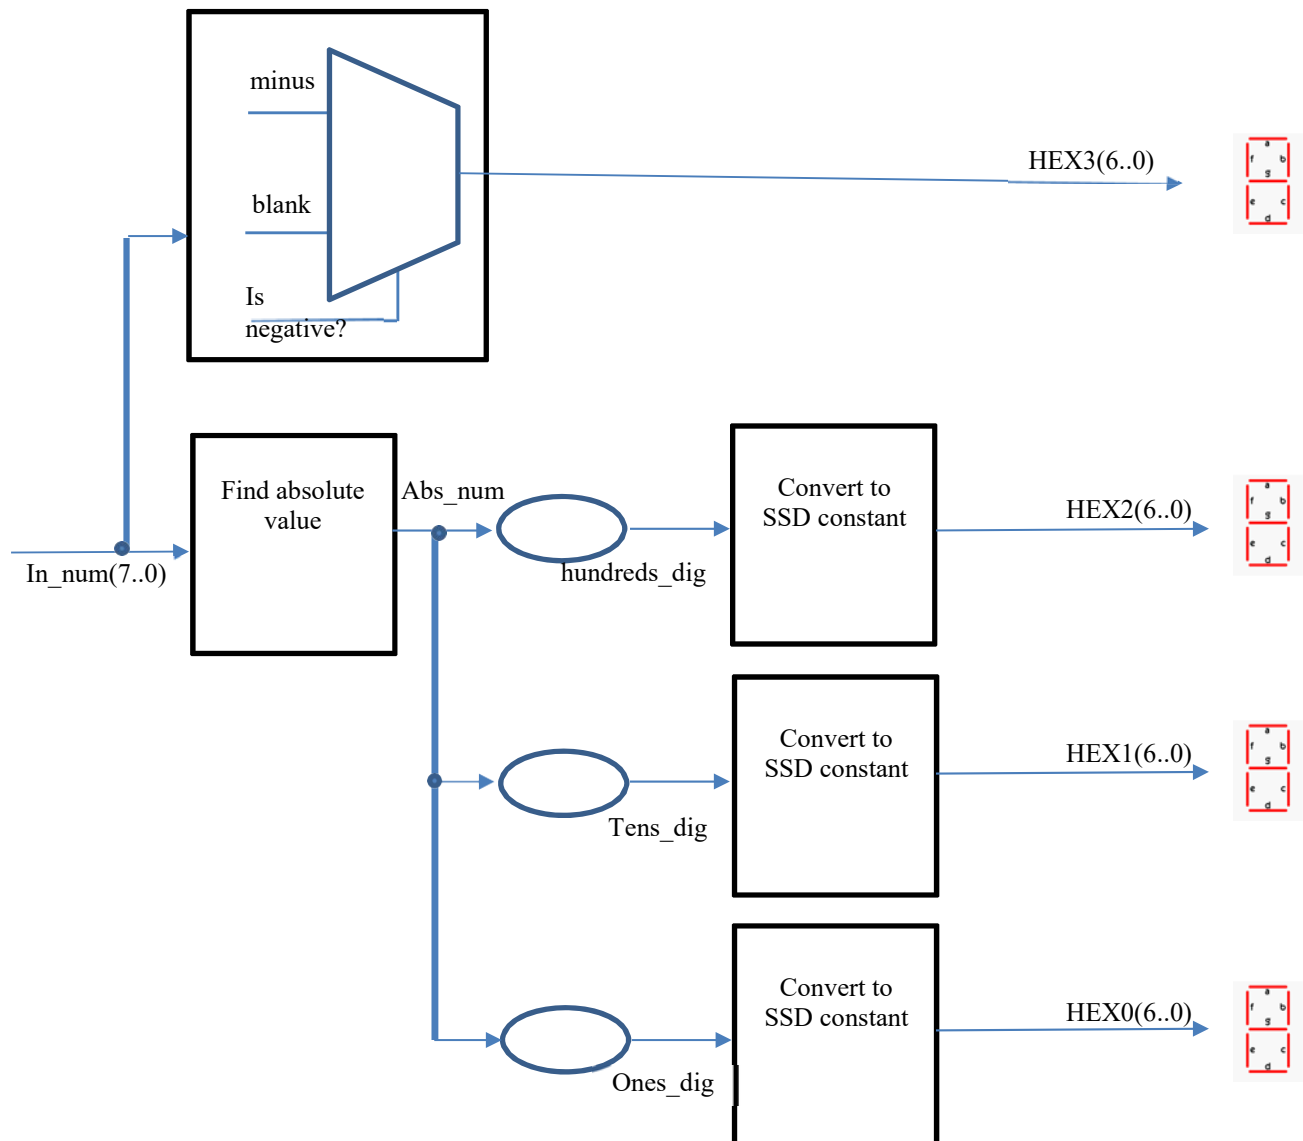 minus
blank
Is
negative?
HEX3(6..0)
a
f b
g
e c
d
In_num(7..0)
Find absolute
value
Abs_num
hundreds_dig
Convert to
SSD constant
HEX2(6..0)
a
f b
g
e c
d
Tens_dig
Convert to
SSD constant
HEX1(6..0)
a
f b
g
e c
d
Ones_dig
Convert to
SSD constant
HEX0(6..0)
a
f b
g
e c
d